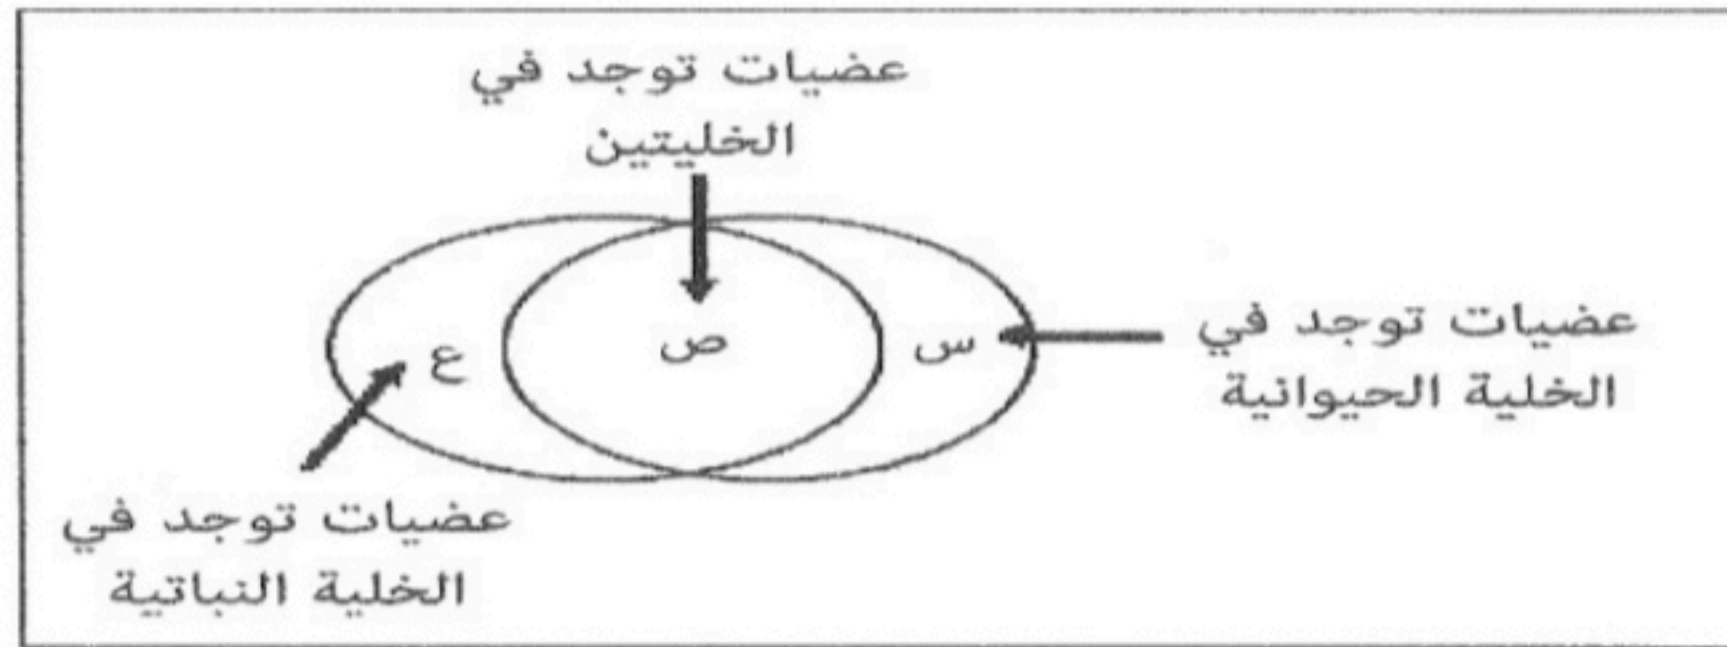 عضيات توجد في
الخليتين
عضيات توجد في
الخلية الحيوانية
س
ص
ع
عضيات توجد في
الخلية النباتية